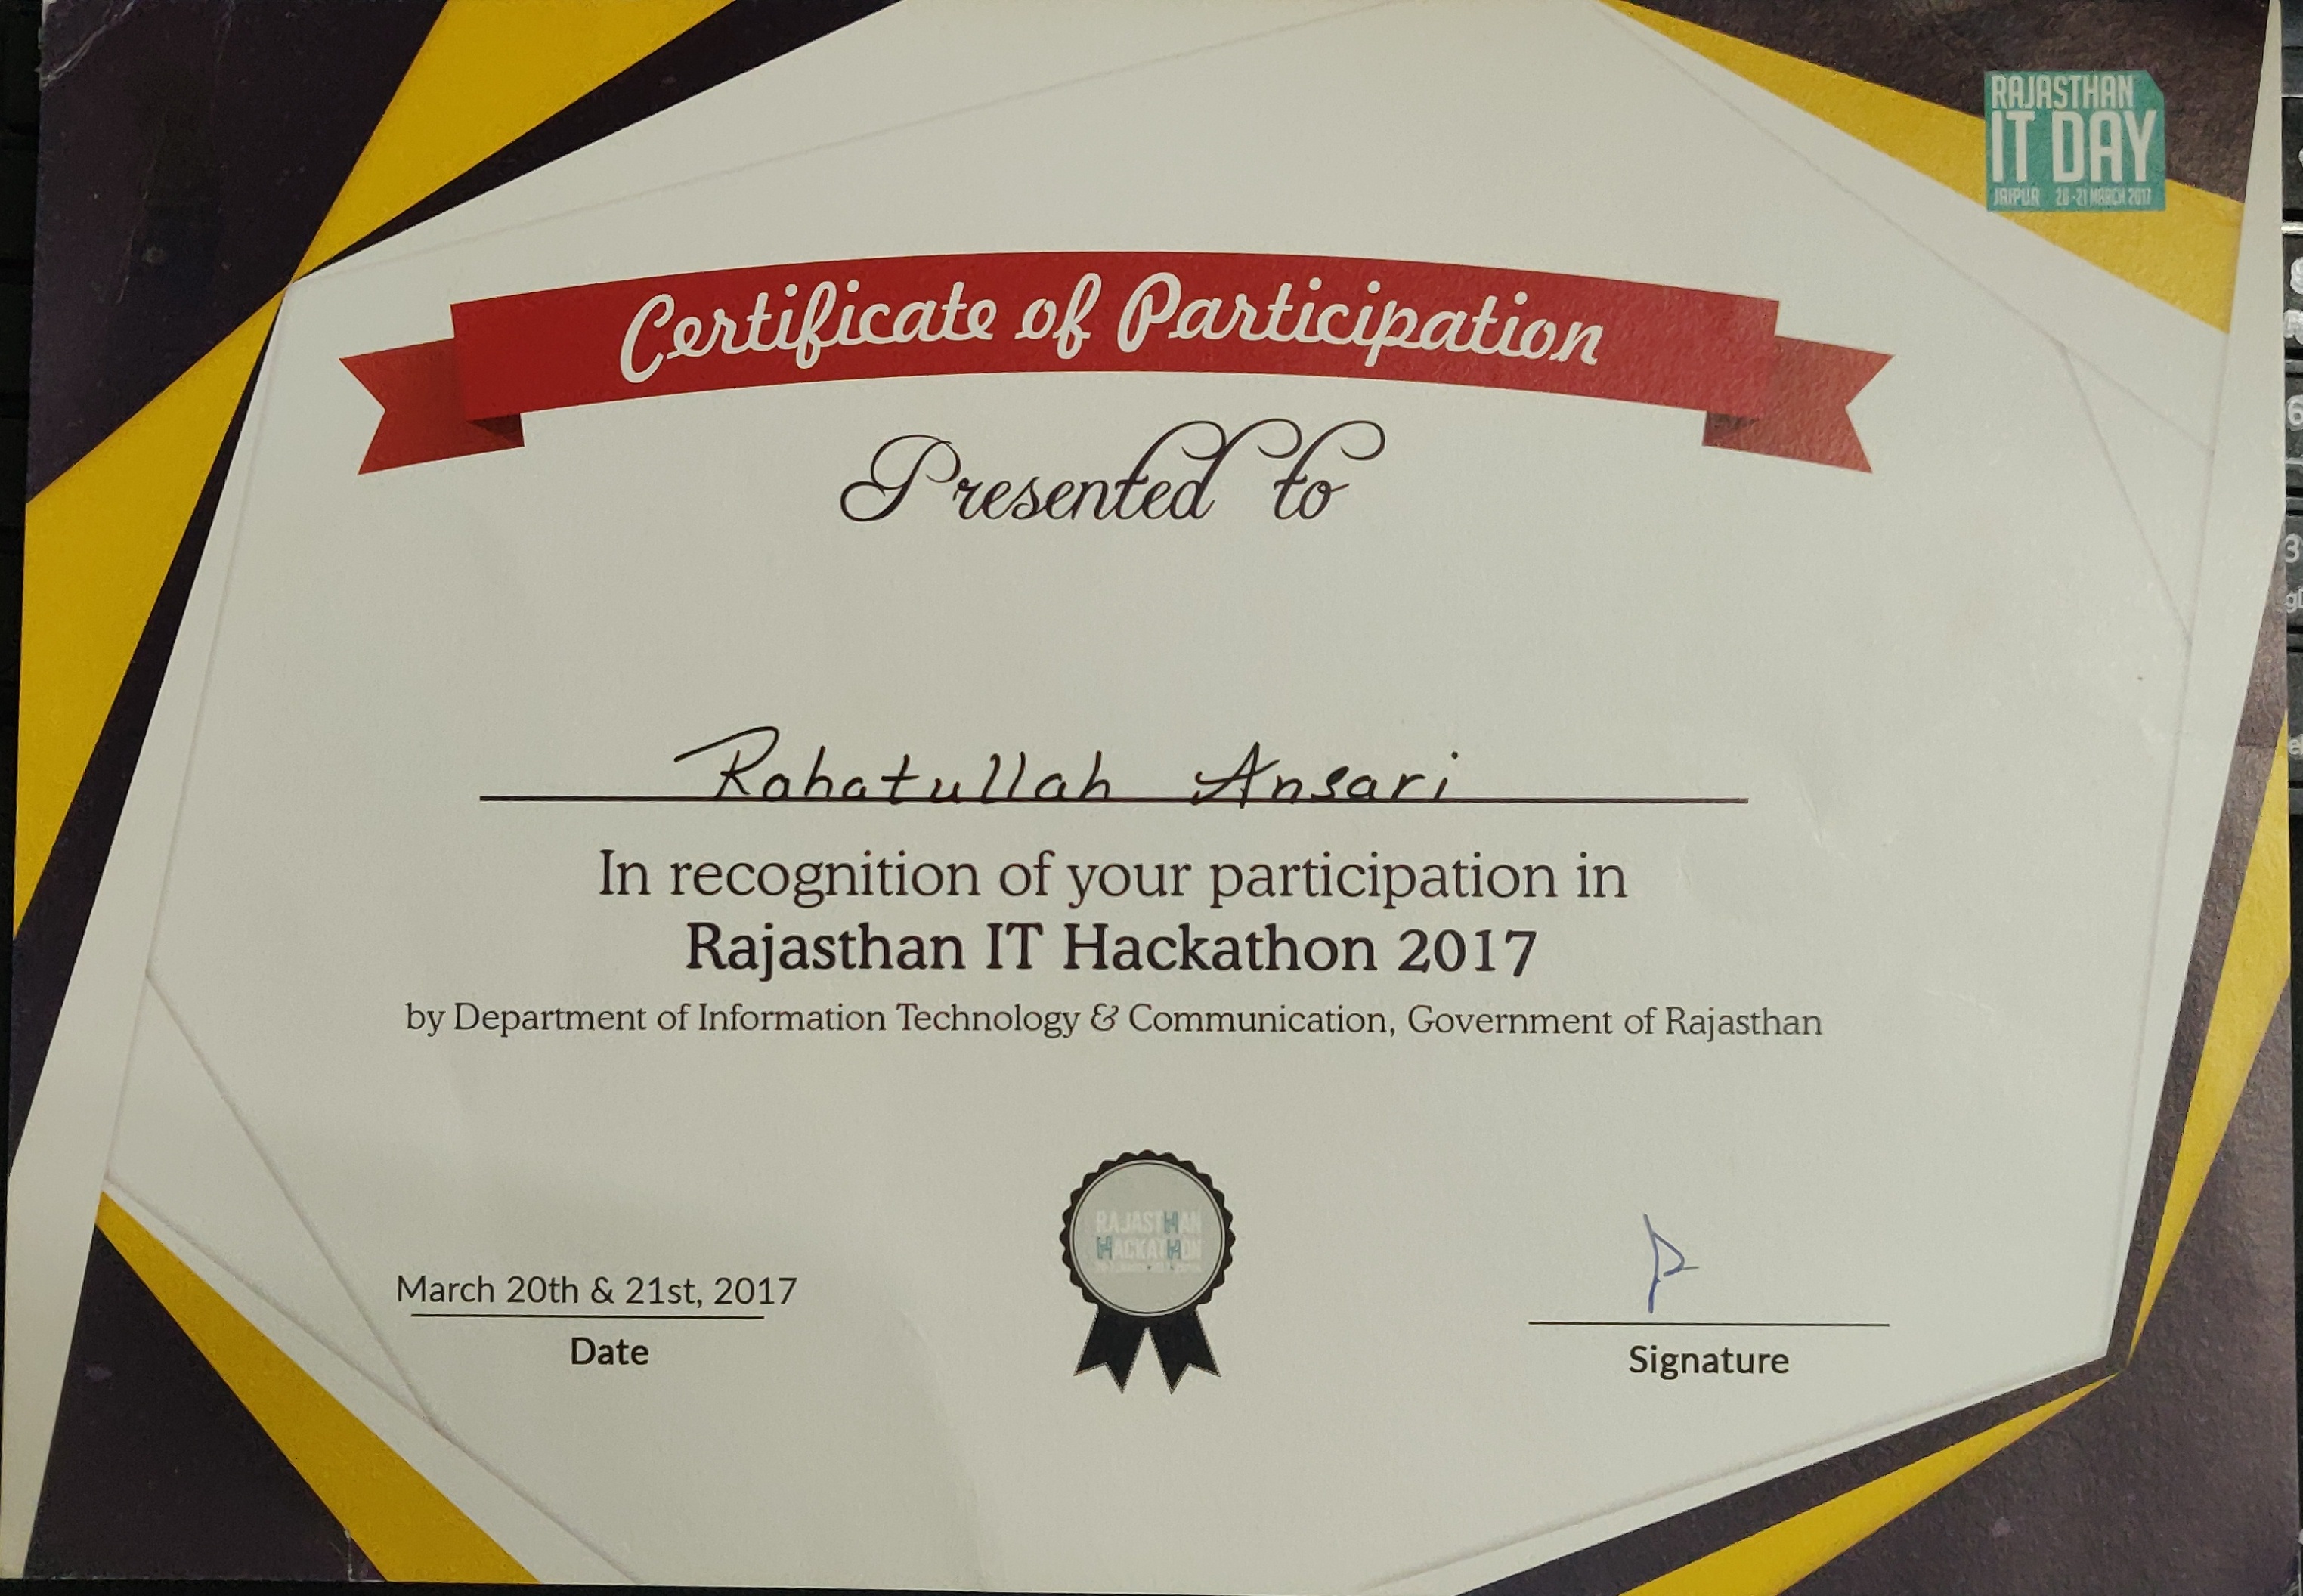 RAJASTHAN
IT DAY
JAIPUR 20-21 MARCH 2017
Certificate of Participation
Presented to
Rahatullah Ansari
In recognition of your participation in
Rajasthan IT Hackathon 2017
by Department of Information Technology & Communication, Government of Rajasthan
RAJASTHAN
HACKATHON
March 20th & 21st, 2017
Date
Signature